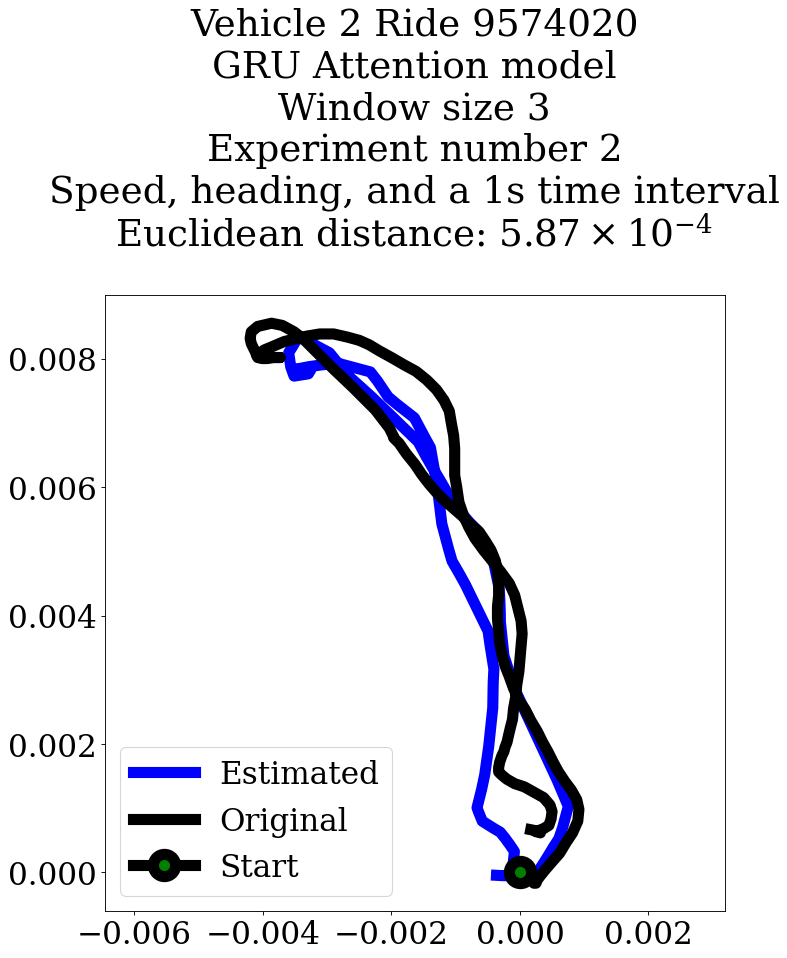 Vehicle 2 Ride 9574020
GRU Attention model
Window size 3
Experiment number 2
Speed, heading, and a 1s time interval
Euclidean distance: 5.87 × 10⁻⁴
0.008
0.006
0.004
0.002
0.000
Estimated
Original
Start
−0.006 −0.004 −0.002 0.000 0.002